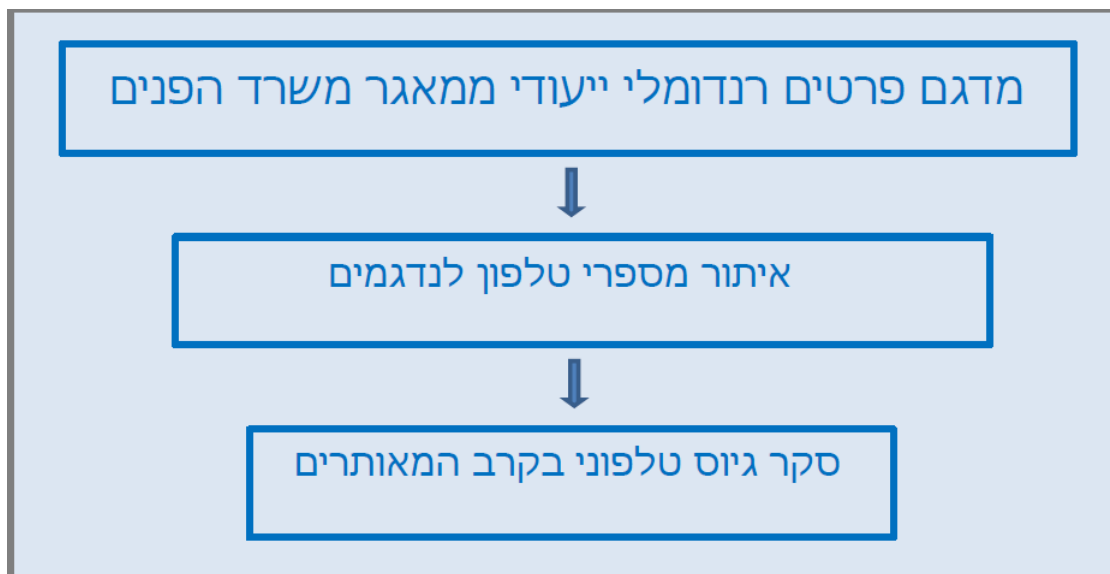 מדגם פרטים רנדומלי ייעודי ממאגר משרד הפנים
איתור מספרי טלפון לנדגמים
סקר גיוס טלפוני בקרב המאותרים